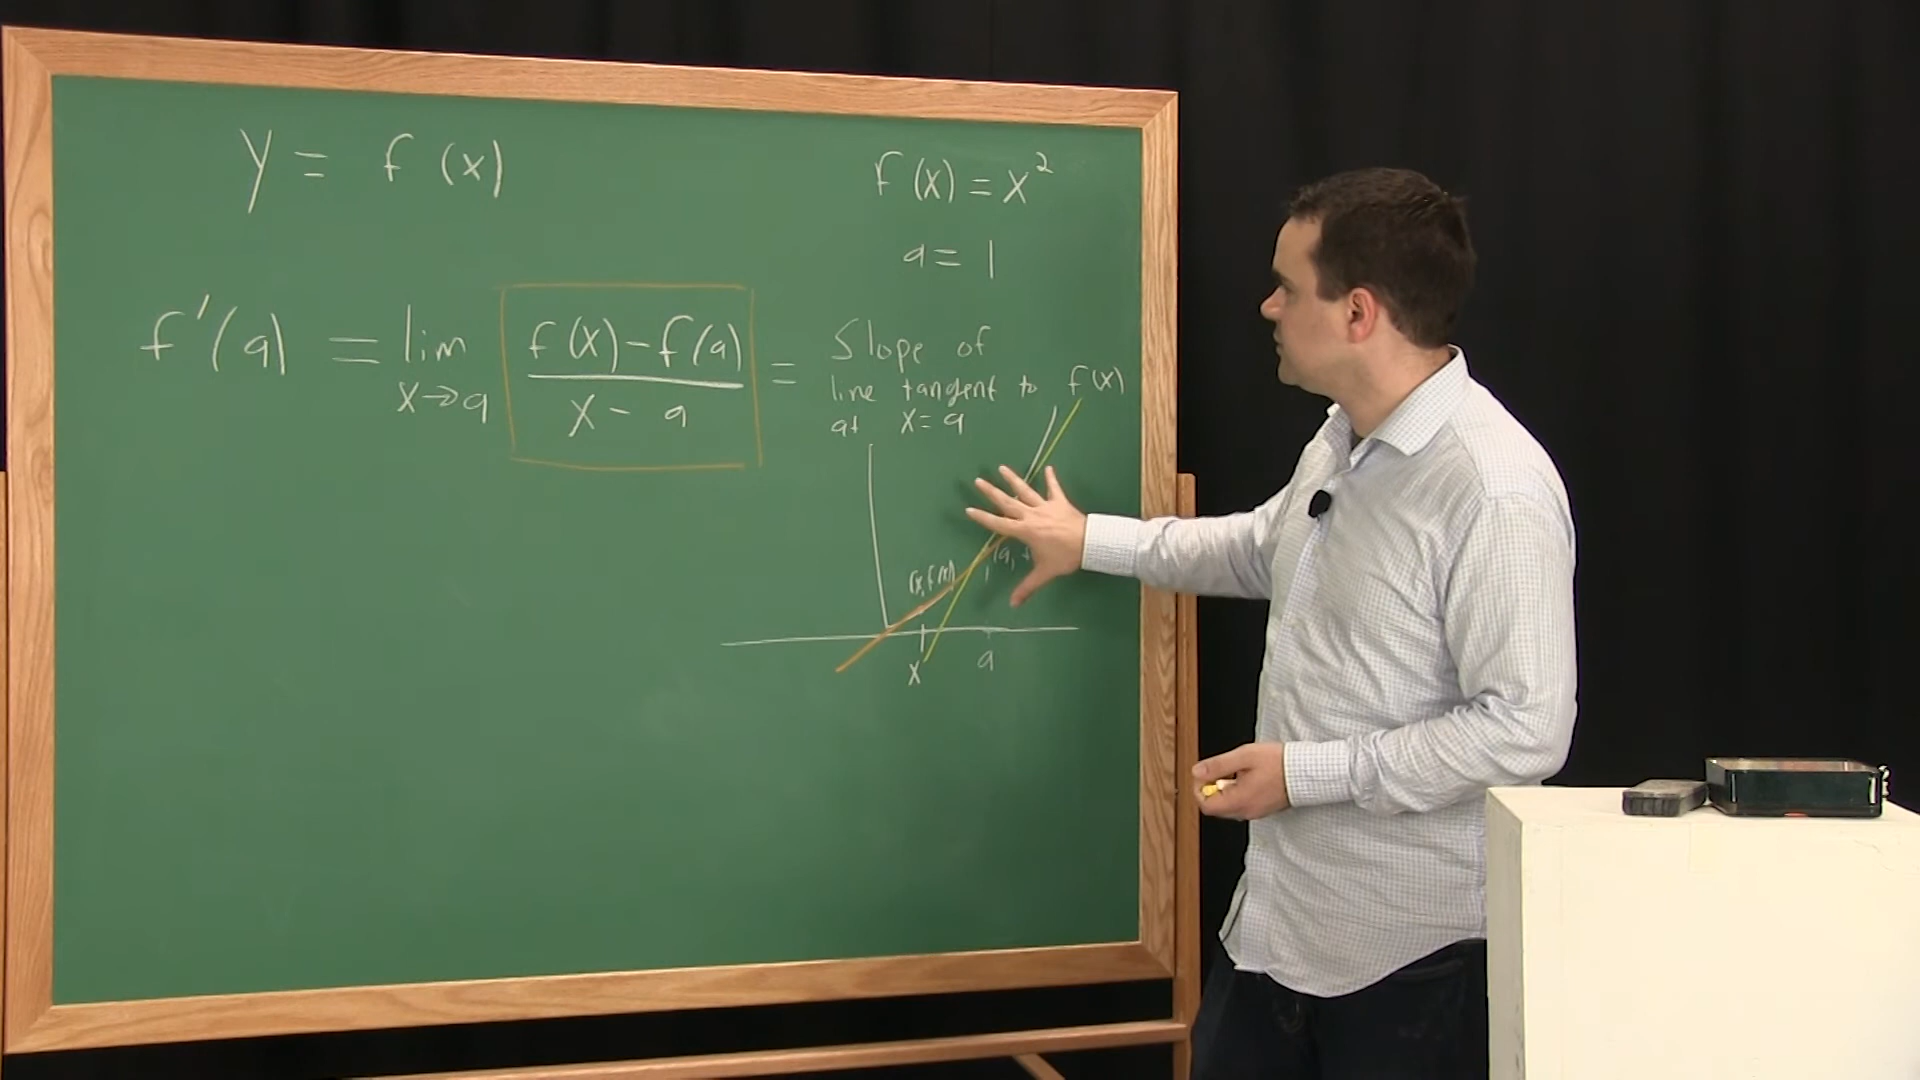 y = f(x)
f(x) = x²
a = 1
f'(a) = lim x→a f(x)-f(a) / x-a = Slope of
line tangent to f(x)
at x=a
(x, f(x))
(a,
x
a